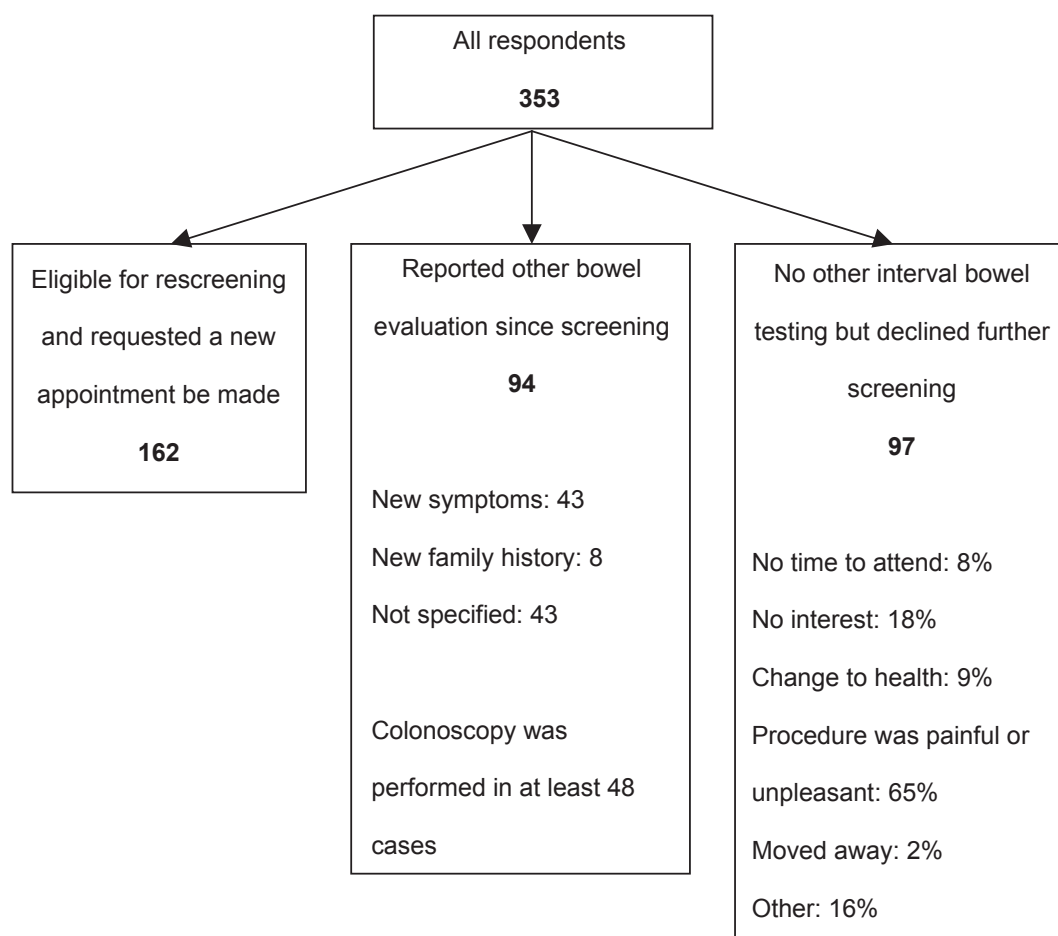 All respondents
353
Eligible for rescreening
and requested a new
appointment be made
162
Reported other bowel
evaluation since screening
94
New symptoms: 43
New family history: 8
Not specified: 43
Colonoscopy was
performed in at least 48
cases
No other interval bowel
testing but declined further
screening
97
No time to attend: 8%
No interest: 18%
Change to health: 9%
Procedure was painful or
unpleasant: 65%
Moved away: 2%
Other: 16%